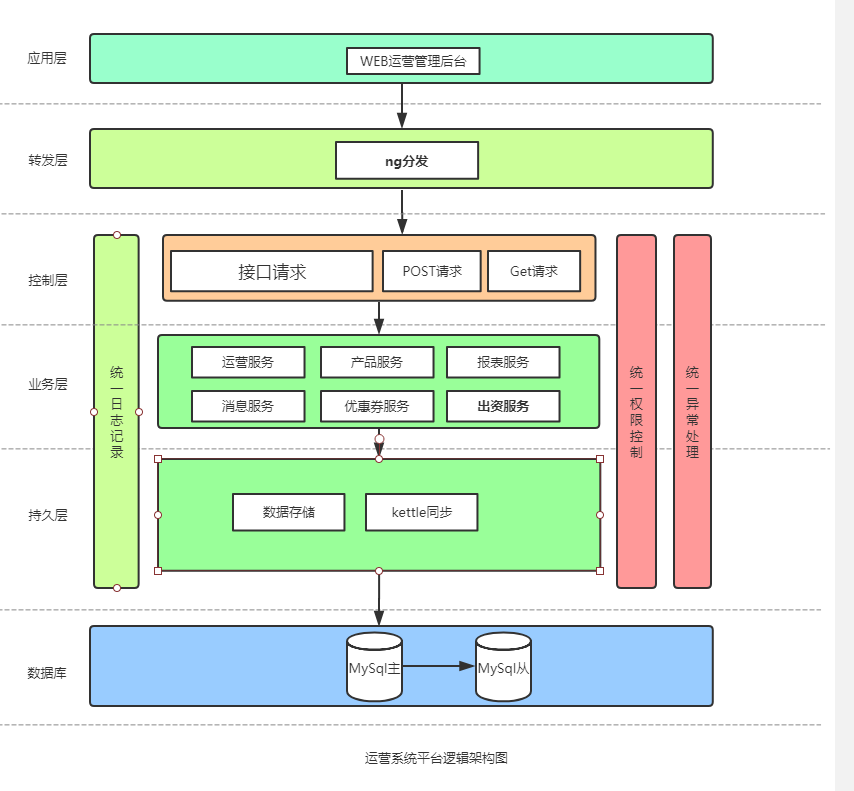 应用层
WEB运营管理后台
转发层
ng分发
控制层
接口请求
POST请求
Get请求
业务层
运营服务
产品服务
报表服务
消息服务
优惠券服务
出资服务
统一日志记录
统一权限控制
统一异常处理
持久层
数据存储
kettle同步
数据库
MySql主
MySql从
运营系统平台逻辑架构图